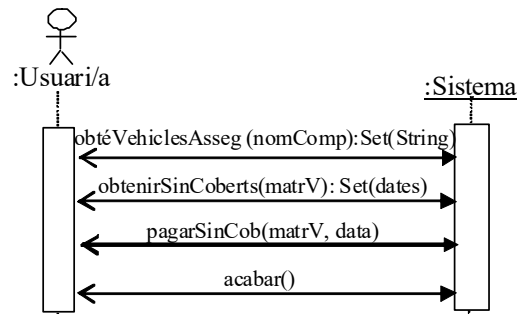 :Usuari/a
:Sistema
obtéVehiclesAsseg (nomComp):Set(String)
obtenirSinCoberts(matrV): Set(dates)
pagarSinCob(matrV, data)
acabar()